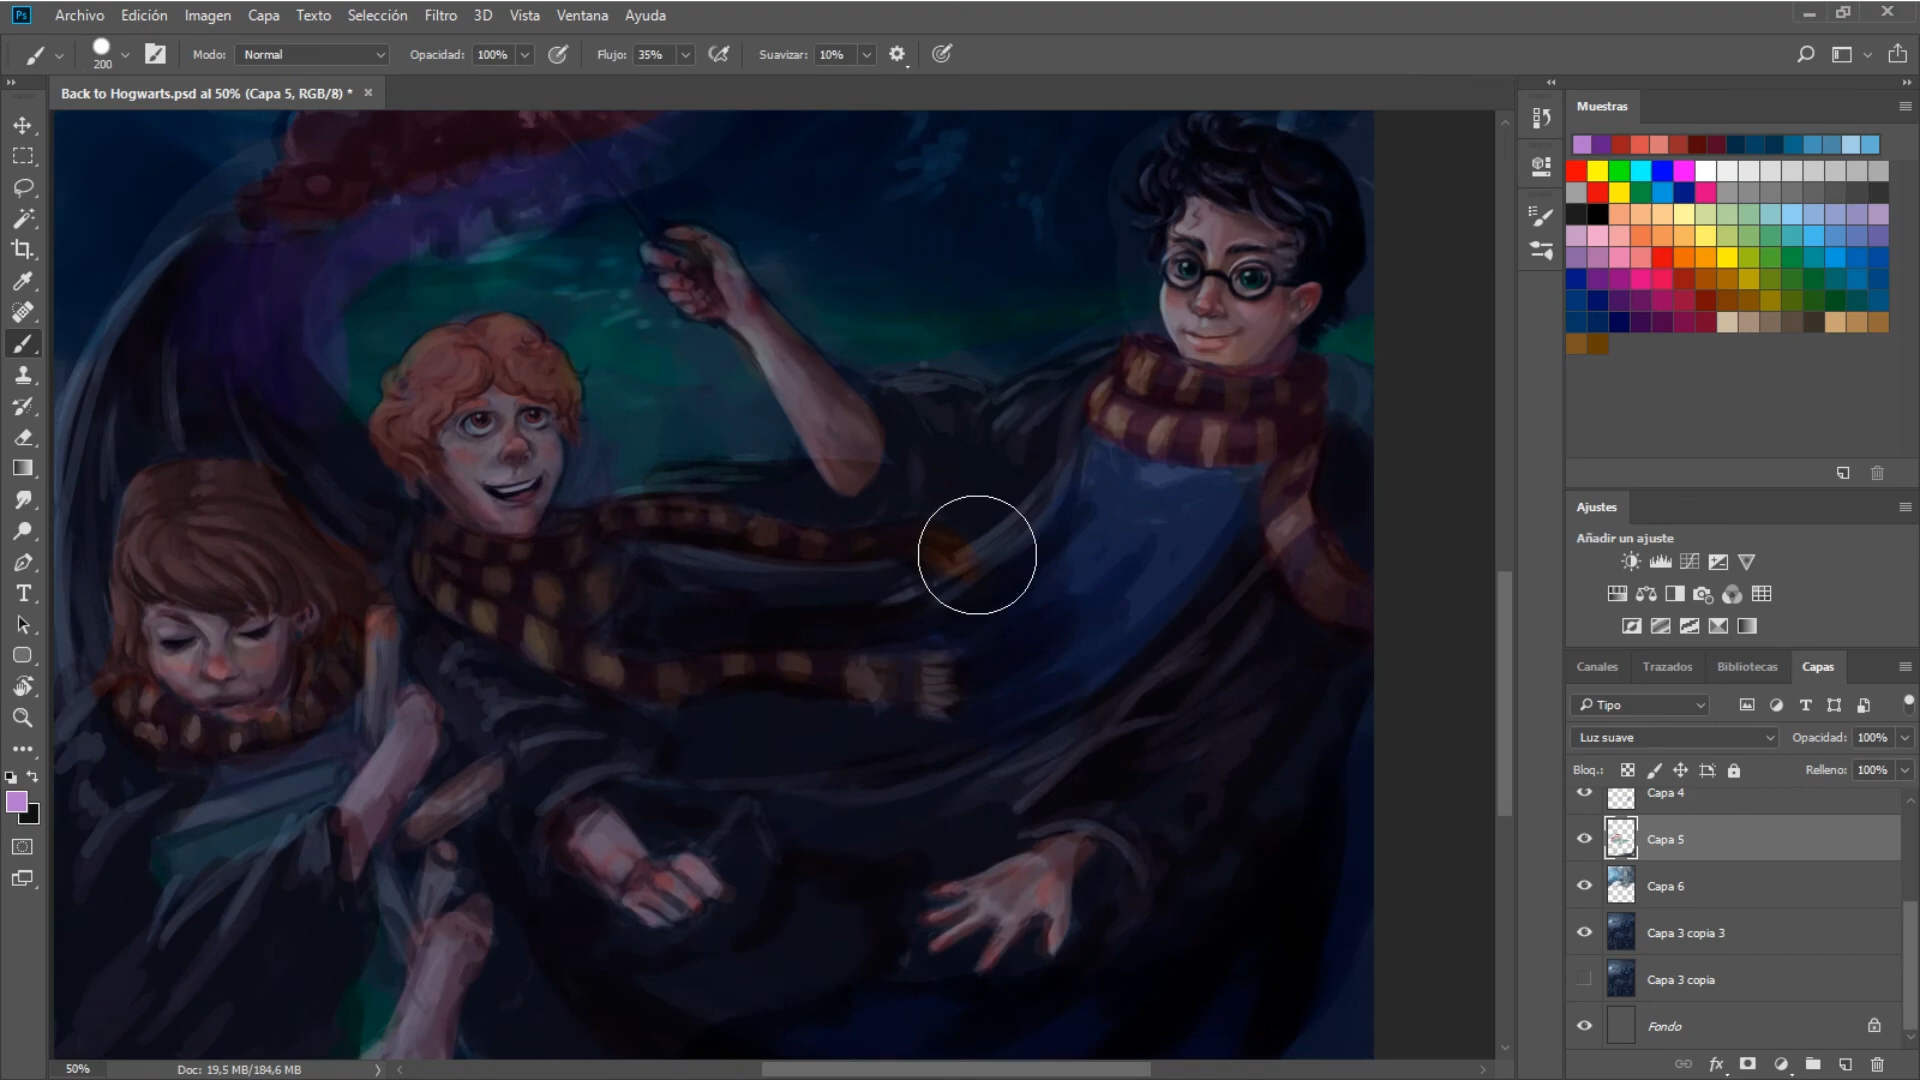 Ps Archivo Edición Imagen Capa Texto Selección Filtro 3D Vista Ventana Ayuda
200 Modo: Normal Opacidad: 100% Flujo: 35% Suavizar: 10%
Back to Hogwarts.psd al 50% (Capa 5, RGB/8) *
Muestras
Ajustes
Añadir un ajuste
Canales Trazados Bibliotecas Capas
Tipo
Luz suave Opacidad: 100%
Bloq.: Relleno: 100%
Capa 4
Capa 5
Capa 6
Capa 3 copia 3
Capa 3 copia
Fondo
50% Doc: 19,5 MB/184,6 MB